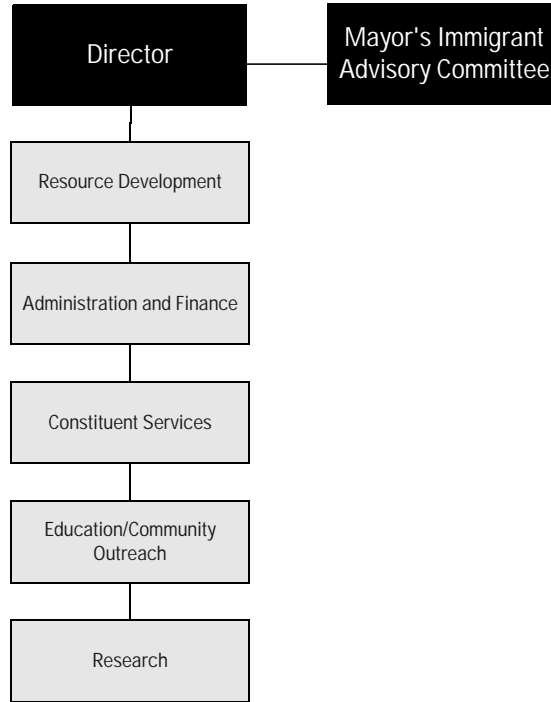 Director
Mayor's Immigrant
Advisory Committee
Resource Development
Administration and Finance
Constituent Services
Education/Community
Outreach
Research